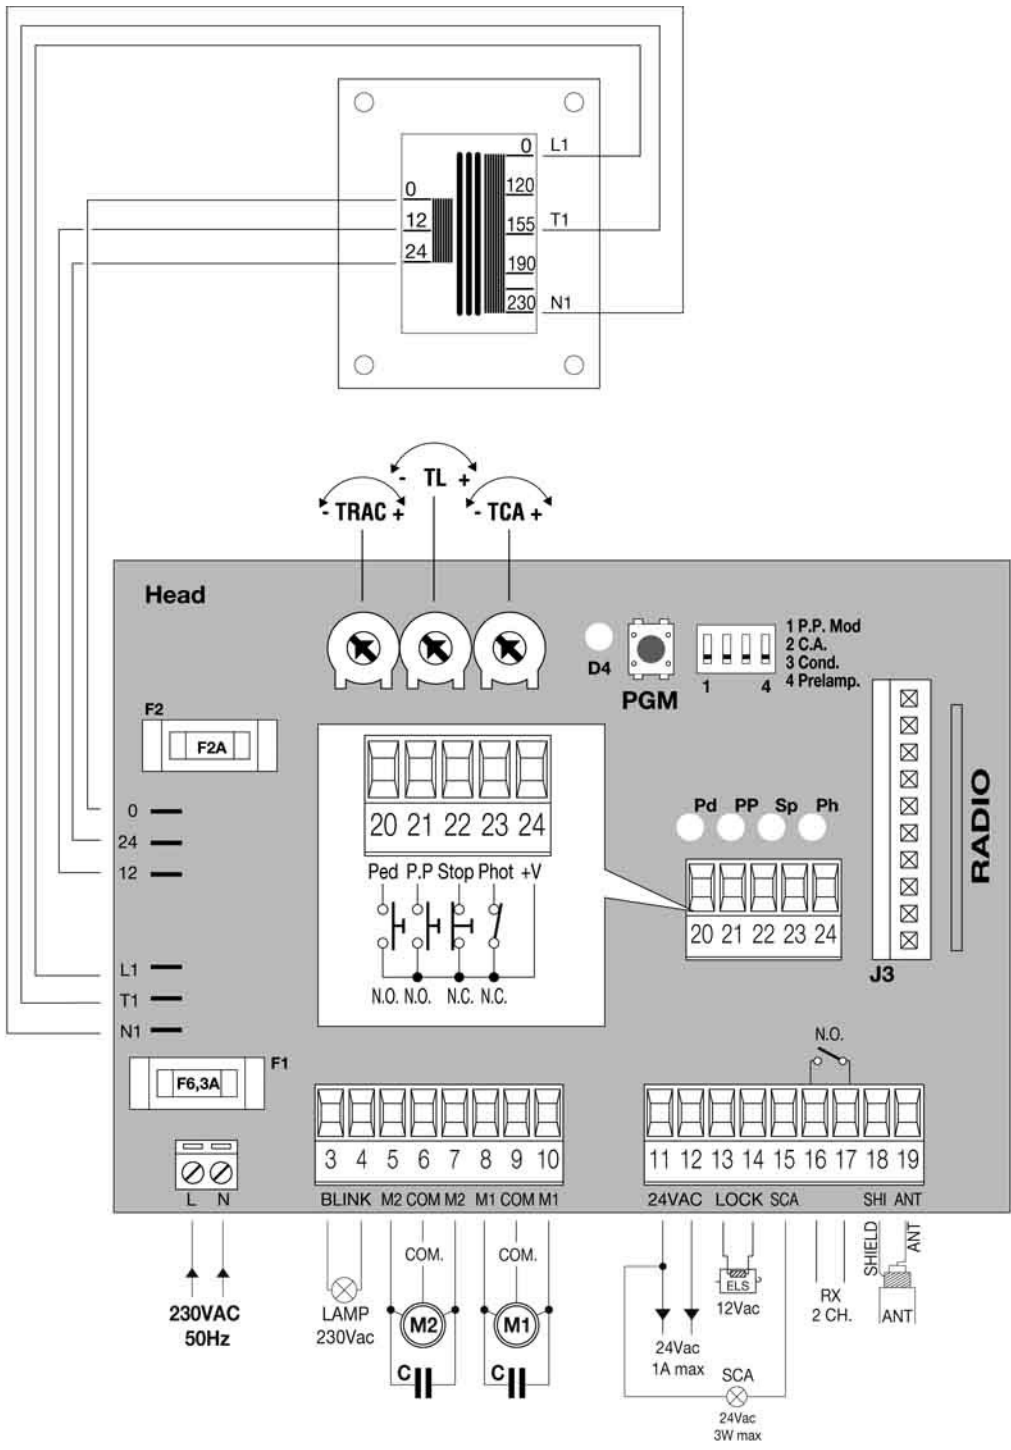 0 L1
120
0
12
155 T1
24
190
230 N1
- TL +
- TRAC +
- TCA +
Head
1 P.P. Mod
2 C.A.
3 Cond.
4 Prelamp.
D4
1 4
PGM
F2
F2A
RADIO
0
24
12
20 21 22 23 24
Ped P.P Stop Phot +V
N.O. N.O. N.C. N.C.
Pd PP Sp Ph
20 21 22 23 24
J3
L1
T1
N1
F6,3A F1
N.O.
3 4 5 6 7 8 9 10
BLINK M2 COM M2 M1 COM M1
11 12 13 14 15 16 17 18 19
24VAC LOCK SCA SHI ANT
L N
230VAC
50Hz
LAMP
230Vac
COM.
M2
C
COM.
M1
C
24Vac
1A max
ELS
12Vac
SCA
24Vac
3W max
RX
2 CH.
SHIELD
ANT
ANT